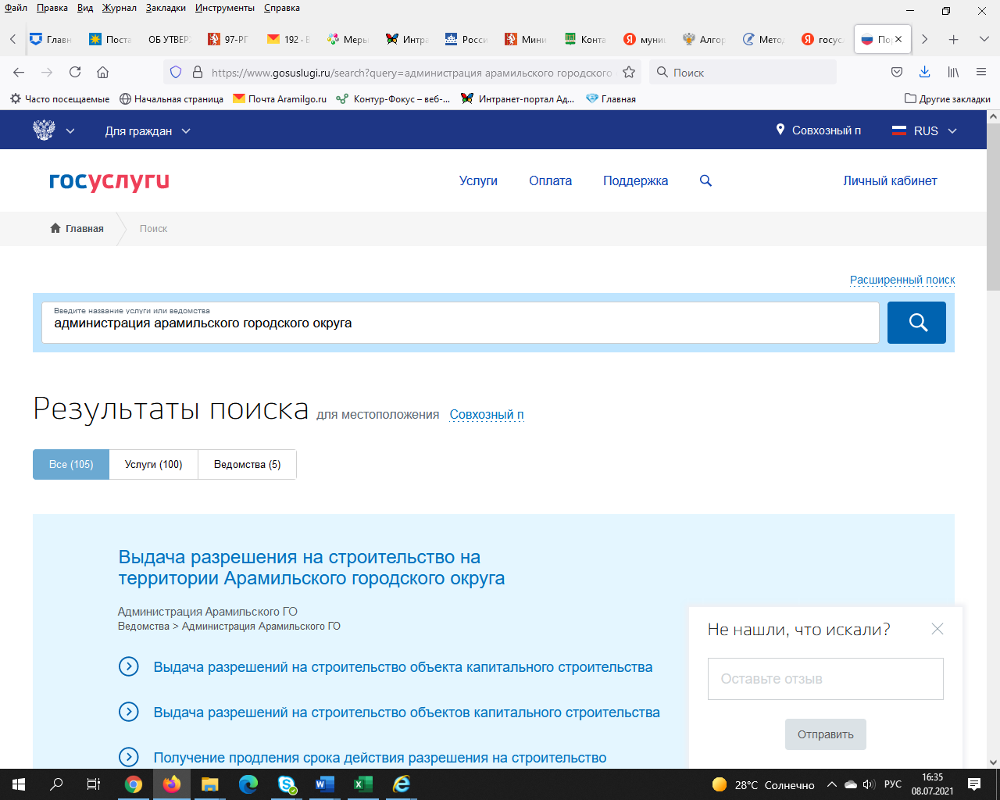 Файл Правка Вид Журнал Закладки Инструменты Справка
Главн Поста ОБ УТВЕР 97-РГ 192 · В Меры Интра Росси Мини Конта муни Алгор Метод госус По
https://www.gosuslugi.ru/search?query=администрация арамильского городского Поиск
Часто посещаемые Начальная страница Почта Aramilgo.ru Контур-Фокус – веб-... Интранет-портал Ад... Главная Другие закладки
Для граждан Совхозный п RUS
госуслуги Услуги Оплата Поддержка Личный кабинет
Главная Поиск
Расширенный поиск
Введите название услуги или ведомства
администрация арамильского городского округа
Результаты поиска для местоположения Совхозный п
Все (105) Услуги (100) Ведомства (5)
Выдача разрешения на строительство на
территории Арамильского городского округа
Администрация Арамильского ГО
Ведомства > Администрация Арамильского ГО
Не нашли, что искали?
Выдача разрешений на строительство объекта капитального строительства
Оставьте отзыв
Выдача разрешений на строительство объектов капитального строительства
Отправить
Получение продления срока действия разрешения на строительство
28°C Солнечно РУС 16:35
08.07.2021